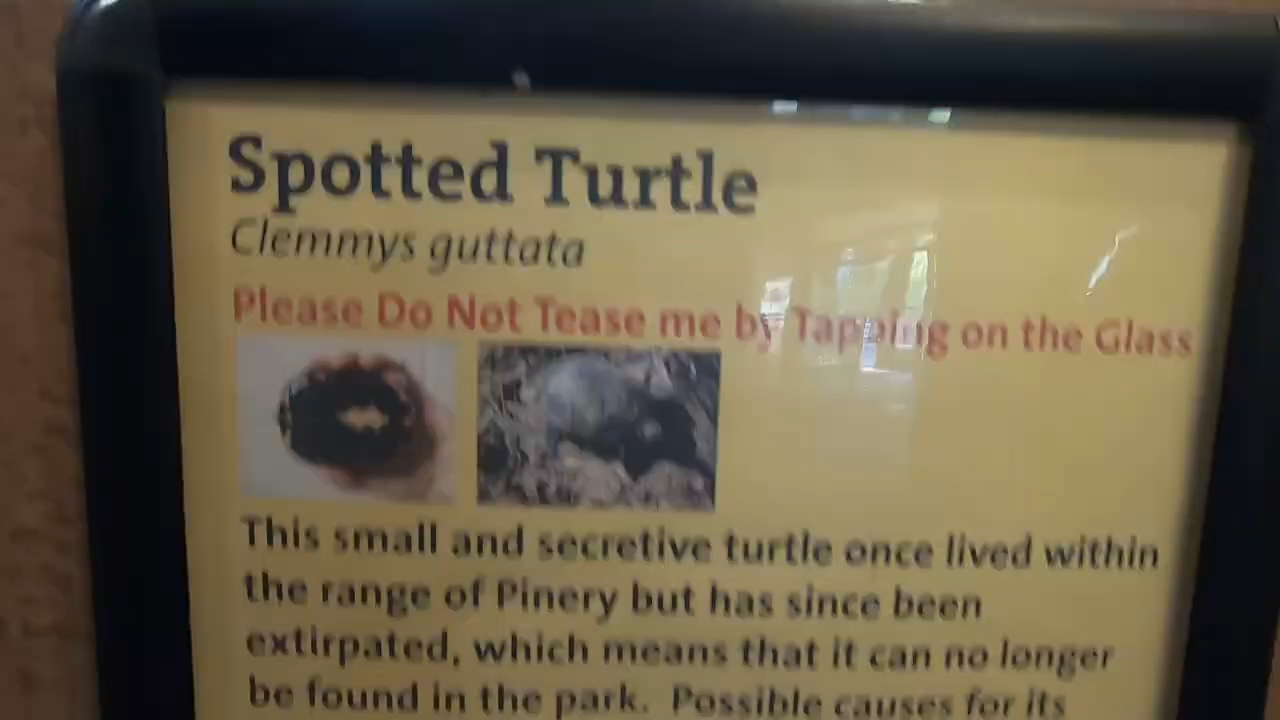 Spotted Turtle
Clemmys guttata
Please Do Not Tease me by Tapping on the Glass
This small and secretive turtle once lived within
the range of Pinery but has since been
extirpated, which means that it can no longer
be found in the park. Possible causes for its